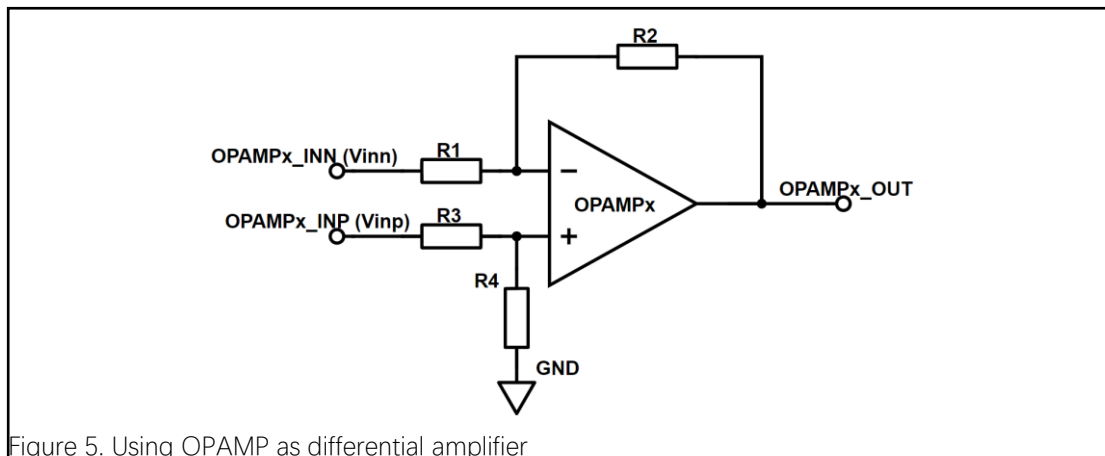 R2
OPAMPx_INN (Vinn)
R1
−
OPAMPx
OPAMPx_OUT
OPAMPx_INP (Vinp)
R3
+
R4
GND
Figure 5. Using OPAMP as differential amplifier